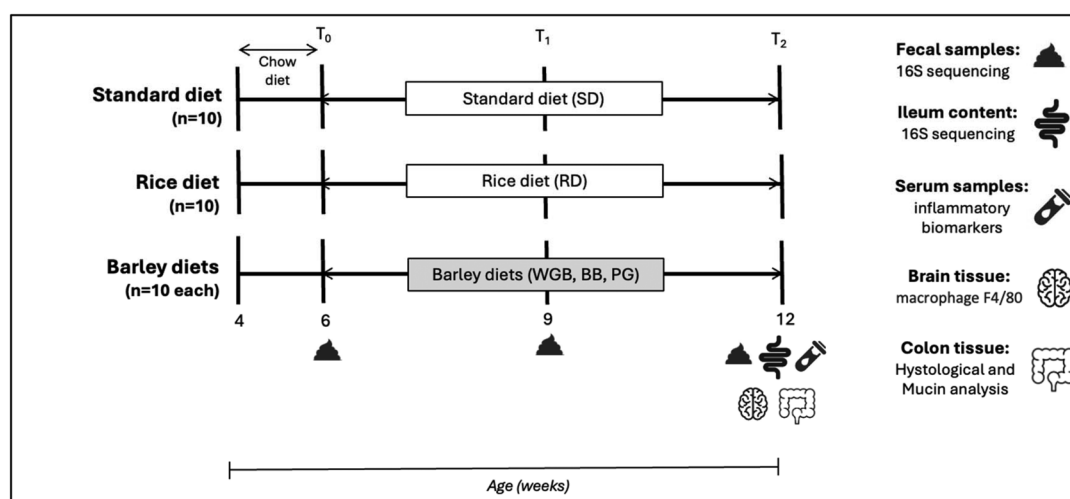 T0
T1
T2
Chow
diet
Standard diet
(n=10)
Standard diet (SD)
Rice diet
(n=10)
Rice diet (RD)
Barley diets
(n=10 each)
Barley diets (WGB, BB, PG)
4
6
9
12
Age (weeks)
Fecal samples:
16S sequencing
Ileum content:
16S sequencing
Serum samples:
inflammatory
biomarkers
Brain tissue:
macrophage F4/80
Colon tissue:
Hystological and
Mucin analysis